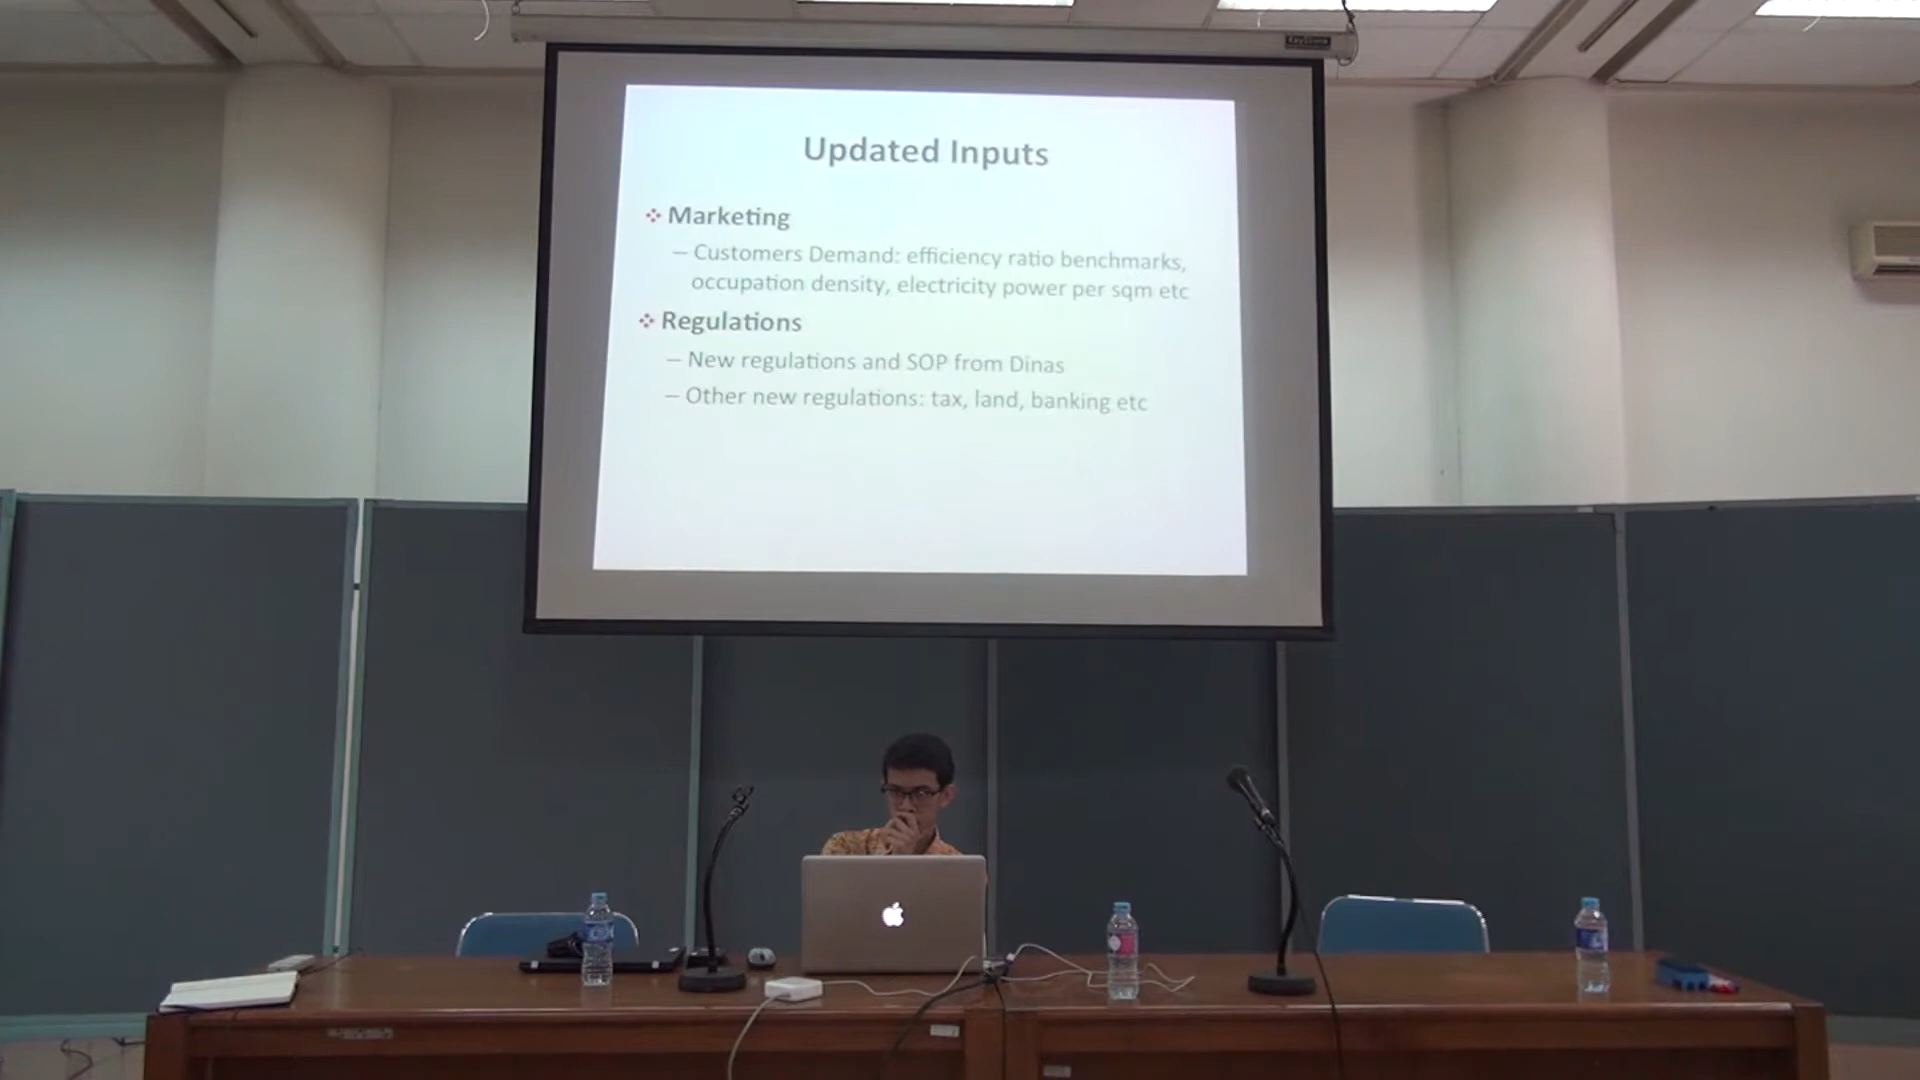 Updated Inputs
Marketing
– Customers Demand: efficiency ratio benchmarks,
occupation density, electricity power per sqm etc
Regulations
– New regulations and SOP from Dinas
– Other new regulations: tax, land, banking etc